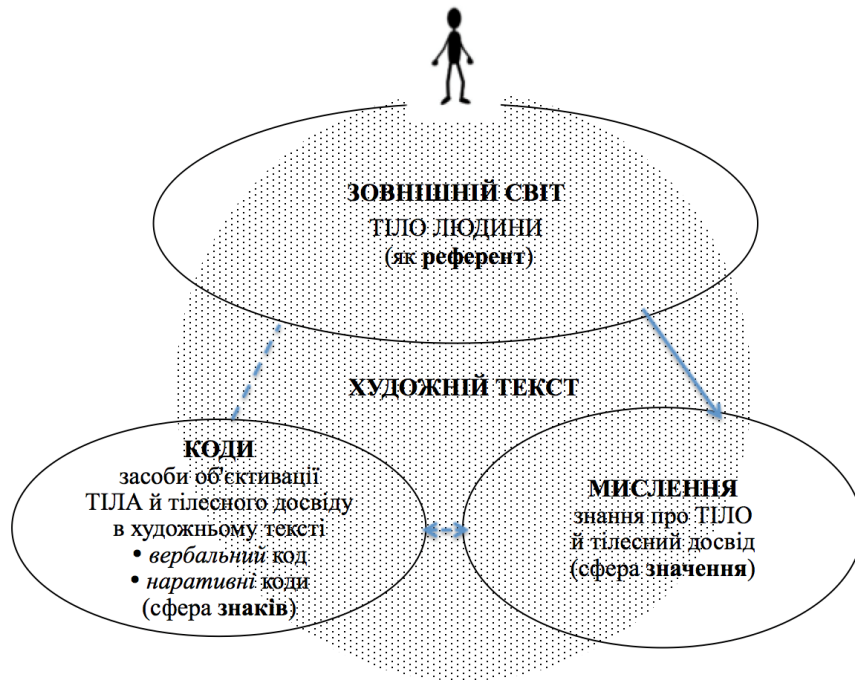 ЗОВНІШНІЙ СВІТ
ТІЛО ЛЮДИНИ
(як референт)
ХУДОЖНІЙ ТЕКСТ
КОДИ
засоби об'єктивації
ТІЛА й тілесного досвіду
в художньому тексті
• вербальний код
• наративні коди
(сфера знаків)
МИСЛЕННЯ
знання про ТІЛО
й тілесний досвід
(сфера значення)